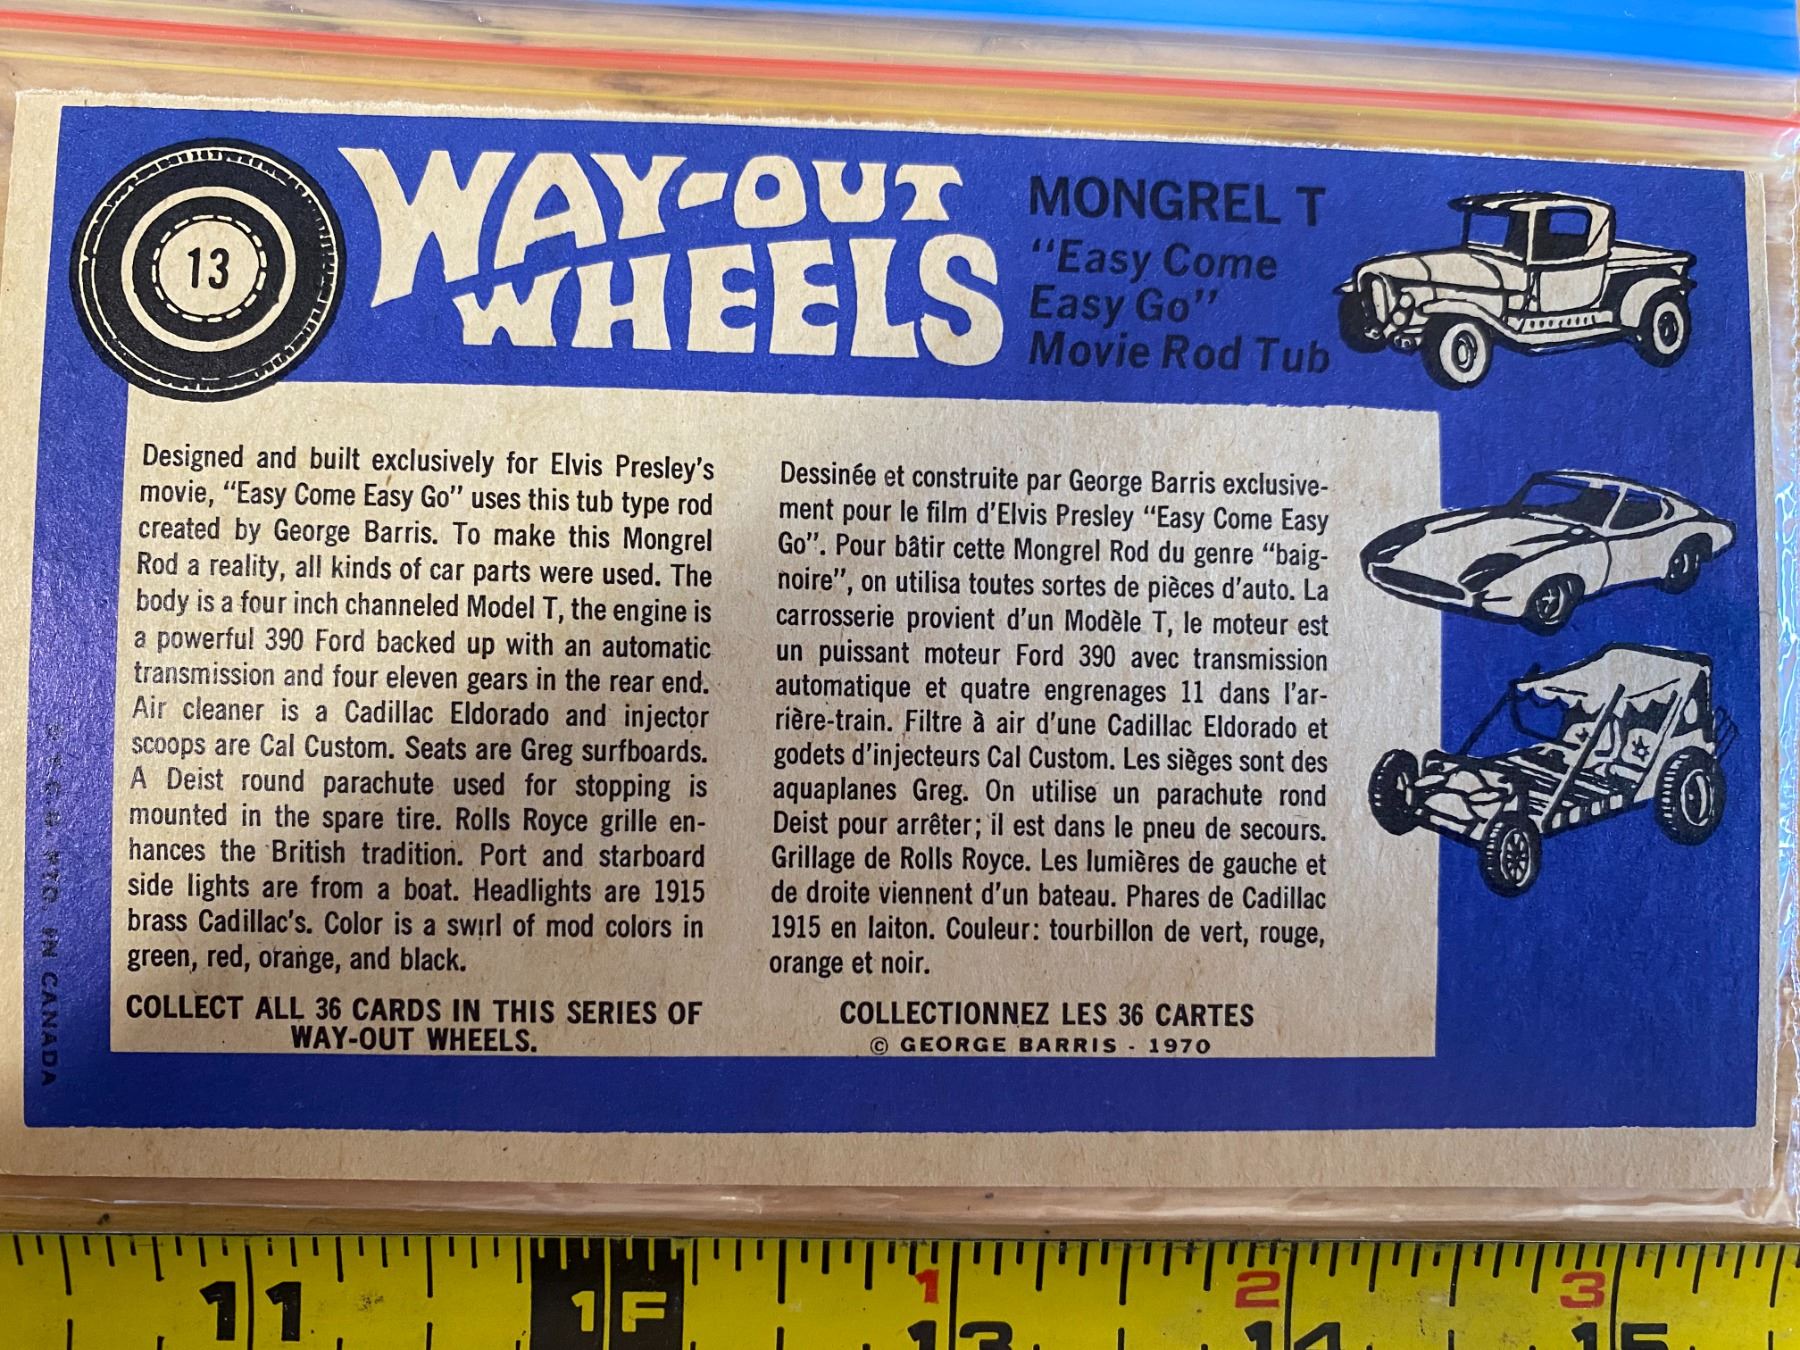 13
WAY-OUT
WHEELS
MONGREL T
"Easy Come
Easy Go"
Movie Rod Tub
Designed and built exclusively for Elvis Presley's
movie, "Easy Come Easy Go" uses this tub type rod
created by George Barris. To make this Mongrel
Rod a reality, all kinds of car parts were used. The
body is a four inch channeled Model T, the engine is
a powerful 390 Ford backed up with an automatic
transmission and four eleven gears in the rear end.
Air cleaner is a Cadillac Eldorado and injector
scoops are Cal Custom. Seats are Greg surfboards.
A Deist round parachute used for stopping is
mounted in the spare tire. Rolls Royce grille en-
hances the British tradition. Port and starboard
side lights are from a boat. Headlights are 1915
brass Cadillac's. Color is a swirl of mod colors in
green, red, orange, and black.
COLLECT ALL 36 CARDS IN THIS SERIES OF
WAY-OUT WHEELS.
Dessinée et construite par George Barris exclusive-
ment pour le film d'Elvis Presley "Easy Come Easy
Go". Pour bâtir cette Mongrel Rod du genre "baig-
noire", on utilisa toutes sortes de pièces d'auto. La
carrosserie provient d'un Modèle T, le moteur est
un puissant moteur Ford 390 avec transmission
automatique et quatre engrenages 11 dans l'ar-
rière-train. Filtre à air d'une Cadillac Eldorado et
godets d'injecteurs Cal Custom. Les sièges sont des
aquaplanes Greg. On utilise un parachute rond
Deist pour arrêter; il est dans le pneu de secours.
Grillage de Rolls Royce. Les lumières de gauche et
de droite viennent d'un bateau. Phares de Cadillac
1915 en laiton. Couleur: tourbillon de vert, rouge,
orange et noir.
COLLECTIONNEZ LES 36 CARTES
© GEORGE BARRIS - 1970
PTD. IN CANADA
11 1F 1 2 3
13 14 15